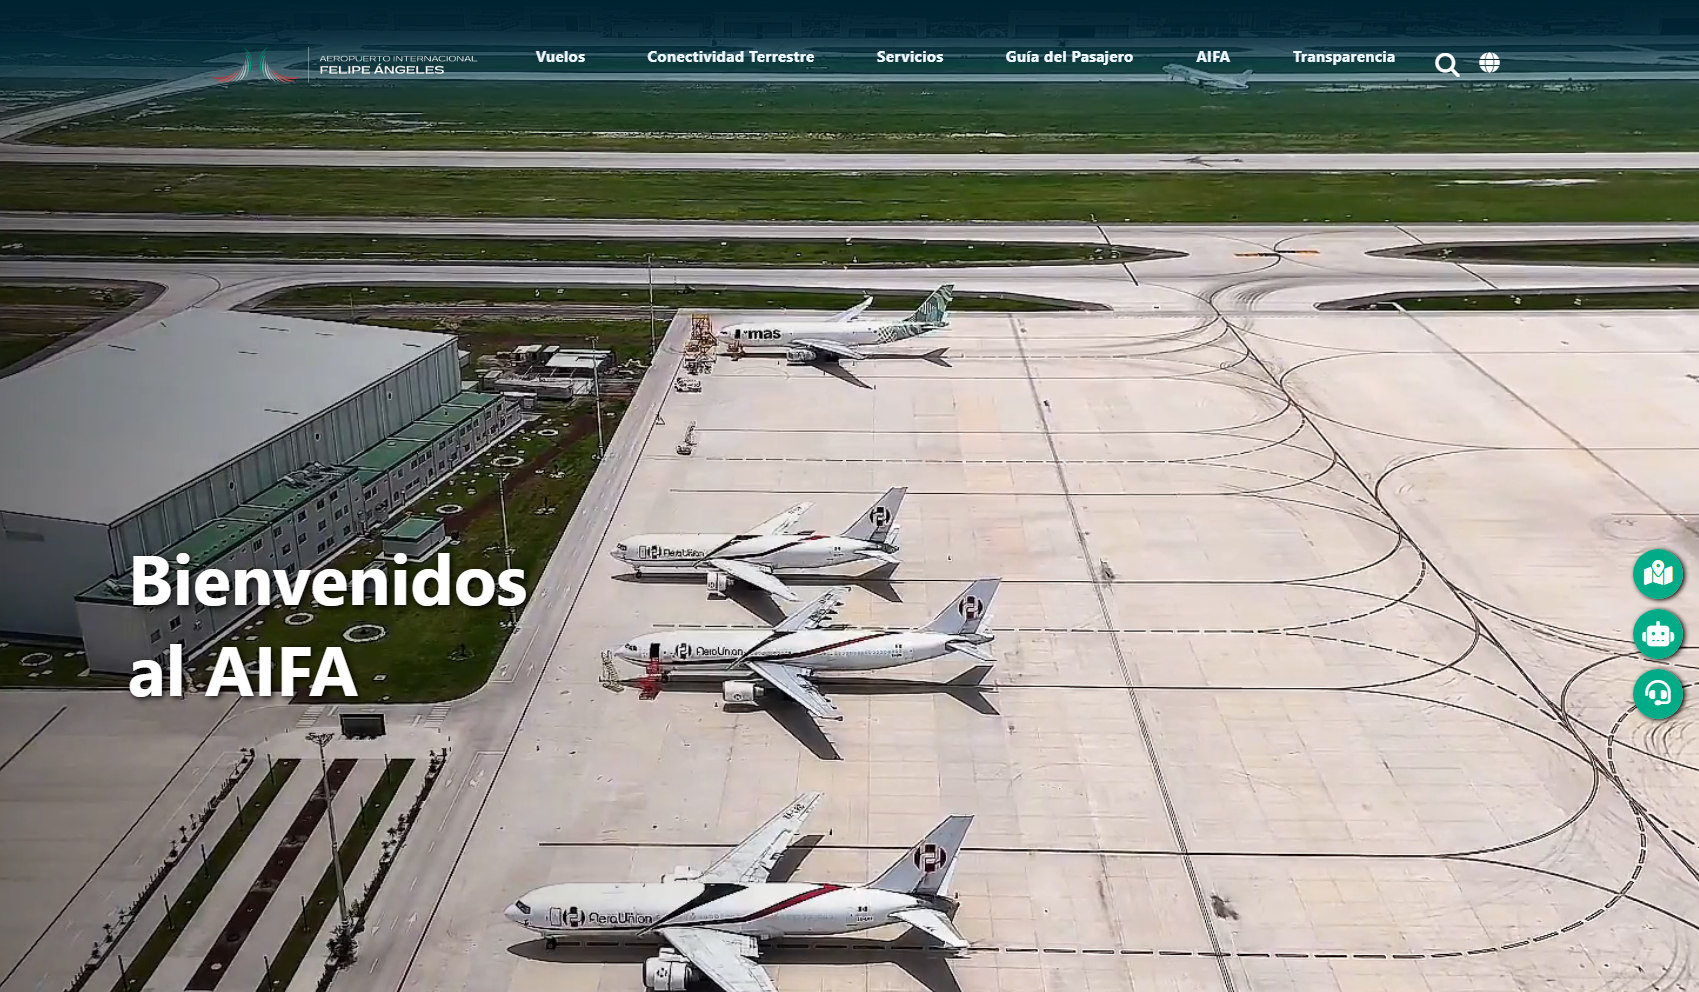 AEROPUERTO INTERNACIONAL
FELIPE ÁNGELES
Vuelos
Conectividad Terrestre
Servicios
Guía del Pasajero
AIFA
Transparencia
mas
AeroUnion
AeroUnion
Bienvenidos
al AIFA
AeroUnion